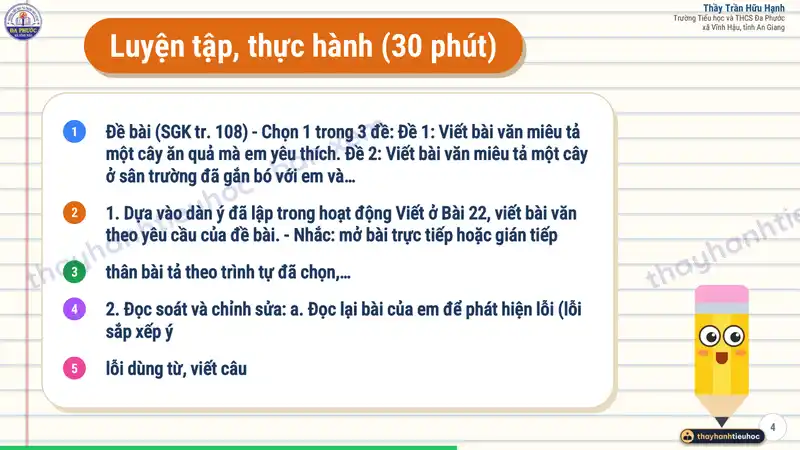 Thầy Trần Hữu Hạnh
Trường Tiểu học và THCS Đa Phước
xã Vĩnh Hậu, tỉnh An Giang
ĐA PHƯỚC
Luyện tập, thực hành (30 phút)
1 Đề bài (SGK tr. 108) - Chọn 1 trong 3 đề: Đề 1: Viết bài văn miêu tả
một cây ăn quả mà em yêu thích. Đề 2: Viết bài văn miêu tả một cây
ở sân trường đã gắn bó với em và…
2 1. Dựa vào dàn ý đã lập trong hoạt động Viết ở Bài 22, viết bài văn
theo yêu cầu của đề bài. - Nhắc: mở bài trực tiếp hoặc gián tiếp
3 thân bài tả theo trình tự đã chọn,…
4 2. Đọc soát và chỉnh sửa: a. Đọc lại bài của em để phát hiện lỗi (lỗi
sắp xếp ý
5 lỗi dùng từ, viết câu
thayhanhtieuhoc
4